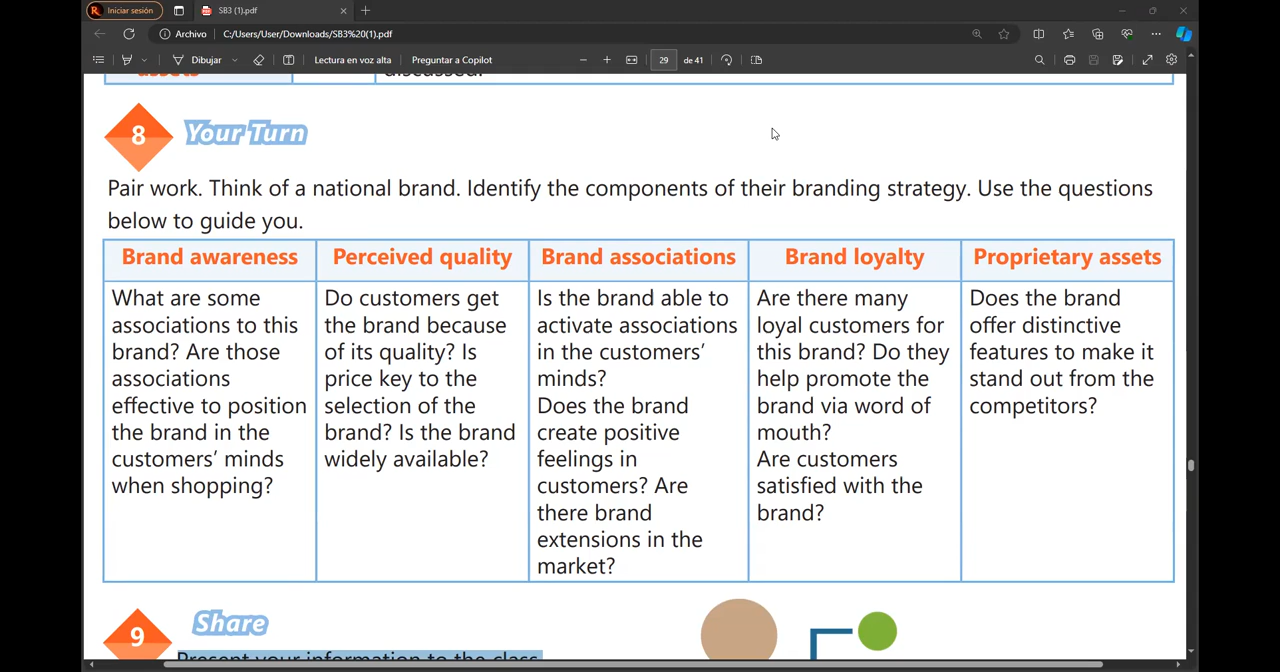 Iniciar sesión
SB3 (1).pdf
Archivo
C:/Users/User/Downloads/SB3%20(1).pdf
Dibujar
Lectura en voz alta
Preguntar a Copilot
29
de 41
assets
discussed.
8
Your Turn
Pair work. Think of a national brand. Identify the components of their branding strategy. Use the questions
below to guide you.
Brand awareness
What are some
associations to this
brand? Are those
associations
effective to position
the brand in the
customers’ minds
when shopping?
Perceived quality
Do customers get
the brand because
of its quality? Is
price key to the
selection of the
brand? Is the brand
widely available?
Brand associations
Is the brand able to
activate associations
in the customers’
minds?
Does the brand
create positive
feelings in
customers? Are
there brand
extensions in the
market?
Brand loyalty
Are there many
loyal customers for
this brand? Do they
help promote the
brand via word of
mouth?
Are customers
satisfied with the
brand?
Proprietary assets
Does the brand
offer distinctive
features to make it
stand out from the
competitors?
9
Share
Present your information to the class.